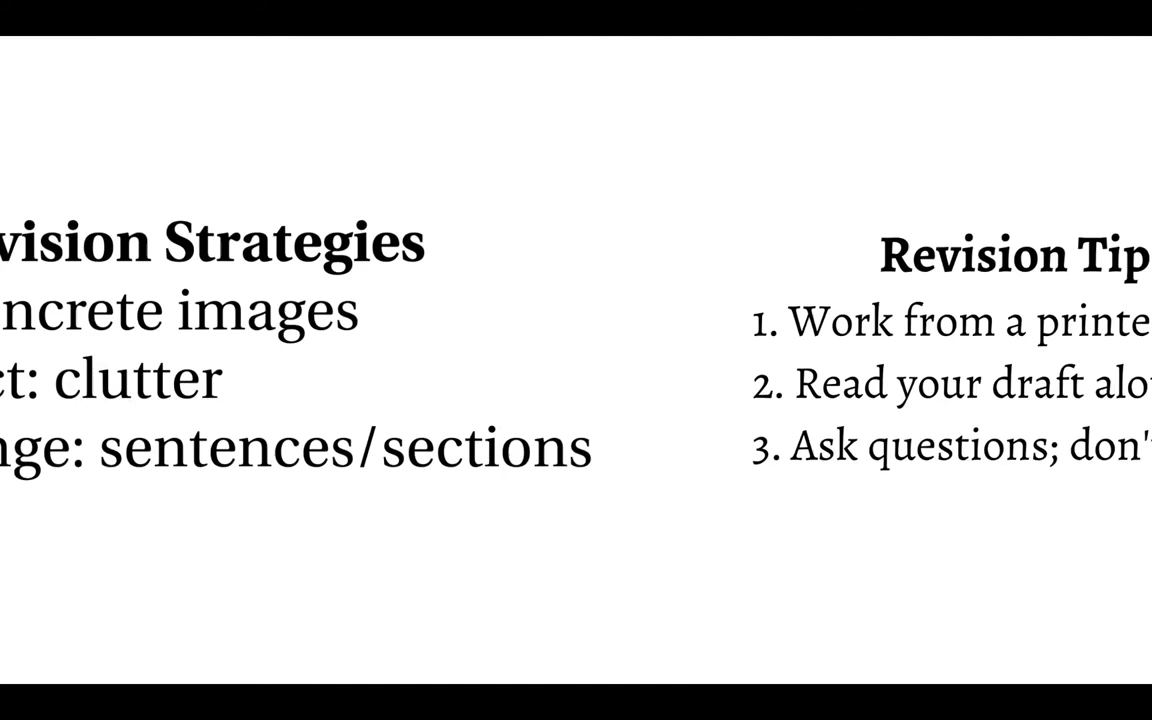 vision Strategies
ncrete images
ct: clutter
nge: sentences/sections
Revision Tip
1. Work from a printe
2. Read your draft alo
3. Ask questions; don'